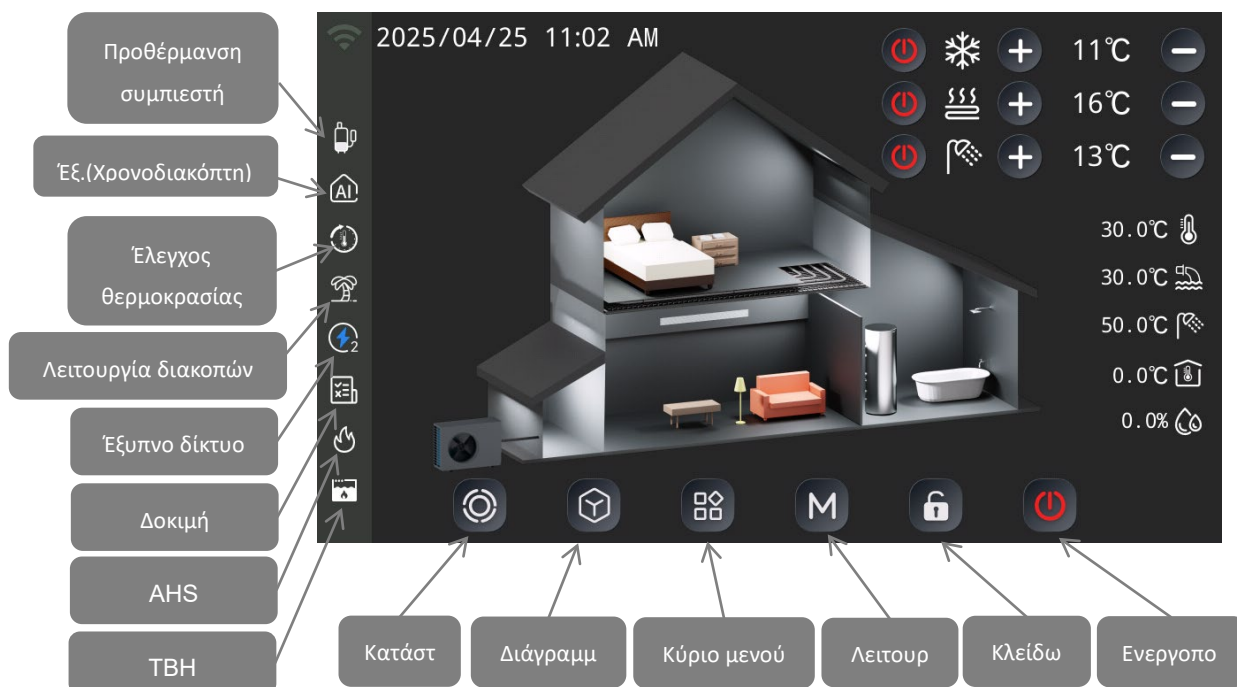 Προθέρμανση
συμπιεστή
Έξ.(Χρονοδιακόπτη)
Έλεγχος
θερμοκρασίας
Λειτουργία διακοπών
Έξυπνο δίκτυο
Δοκιμή
AHS
TBH
2025/04/25 11:02 AM
11℃
16℃
13℃
AI
30.0℃
30.0℃
2
50.0℃
0.0℃
0.0%
M
Κατάστ
Διάγραμμ
Κύριο μενού
Λειτουρ
Κλείδω
Ενεργοπο